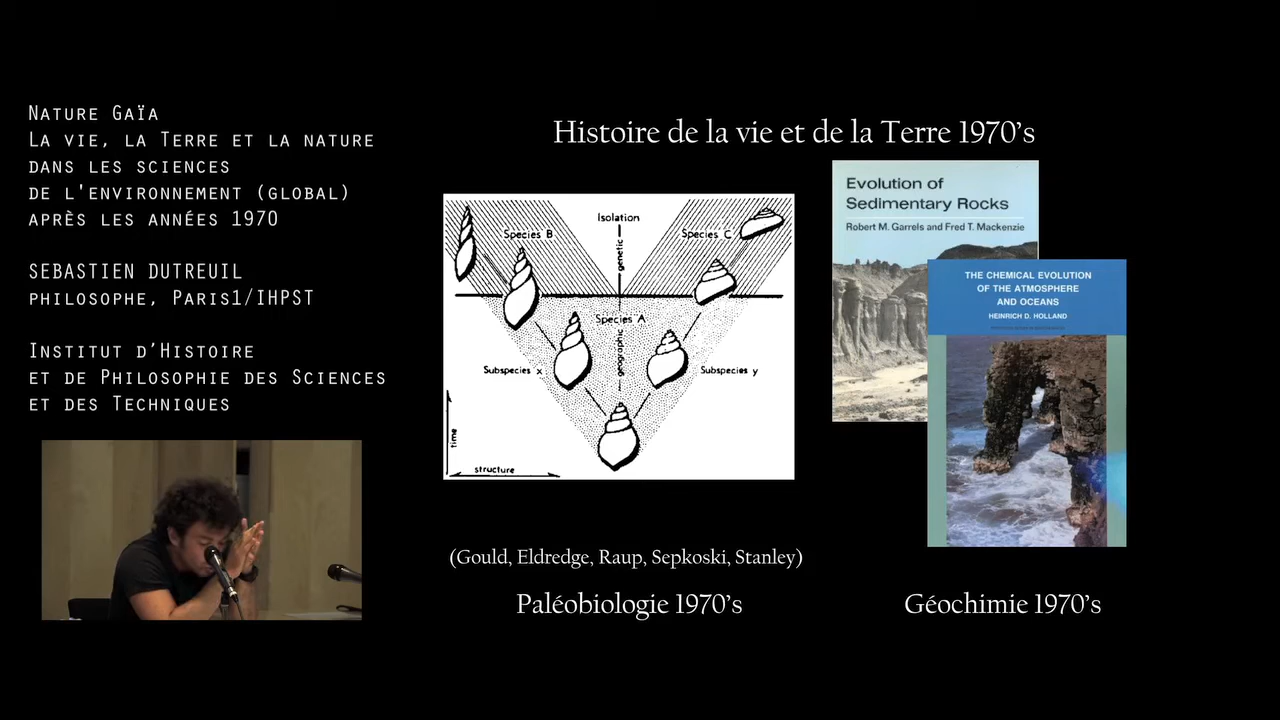 Nature Gaïa
La vie, la Terre et la nature
dans les sciences
de l'environnement (global)
après les années 1970
SEBASTIEN DUTREUIL
philosophe, Paris1/IHPST
Institut d'Histoire
et de Philosophie des Sciences
et des Techniques
Histoire de la vie et de la Terre 1970's
Isolation
Species B
Species C
genetic
Species A
geographic
Subspecies x
Subspecies y
time
structure
(Gould, Eldredge, Raup, Sepkoski, Stanley)
Paléobiologie 1970's
Evolution of
Sedimentary Rocks
Robert M. Garrels and Fred T. Mackenzie
THE CHEMICAL EVOLUTION
OF THE ATMOSPHERE
AND OCEANS
HEINRICH D. HOLLAND
Géochimie 1970's